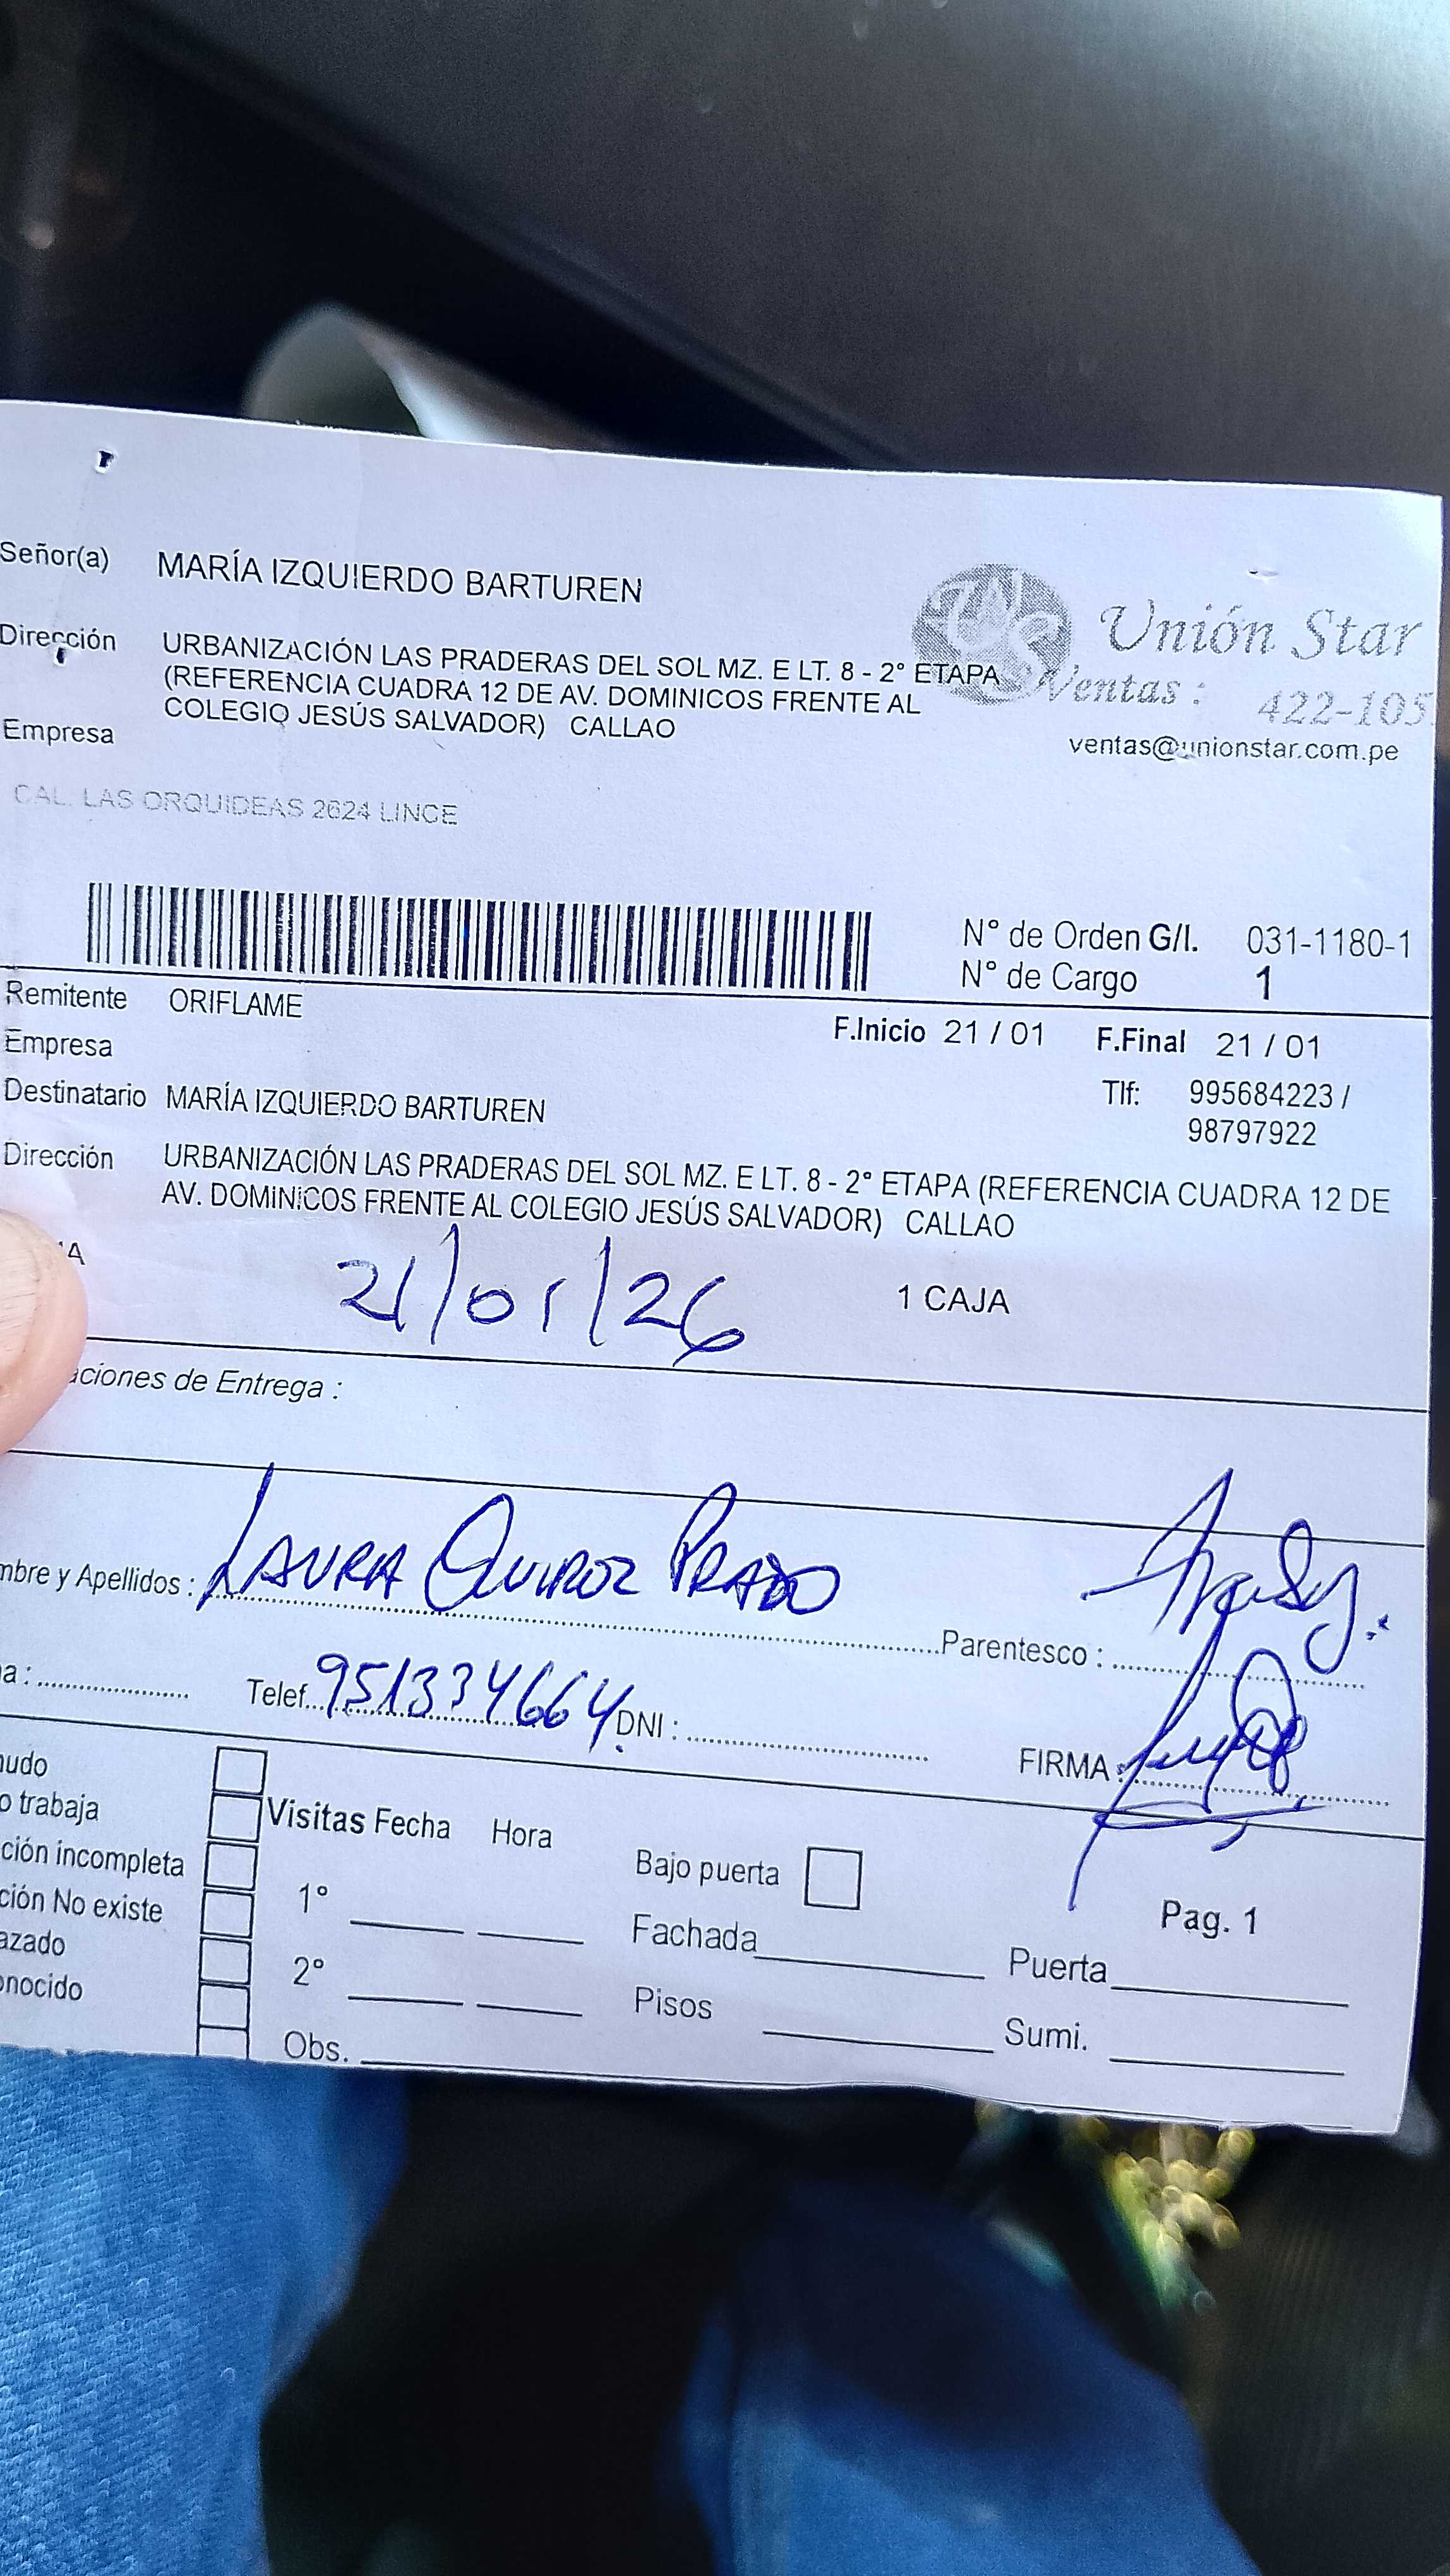 Señor(a) MARÍA IZQUIERDO BARTUREN
Dirección URBANIZACIÓN LAS PRADERAS DEL SOL MZ. E LT. 8 - 2° ETAPA
(REFERENCIA CUADRA 12 DE AV. DOMINICOS FRENTE AL
COLEGIO JESÚS SALVADOR) CALLAO
Empresa
Unión Star
Ventas : 422-105
ventas@unionstar.com.pe
CAL. LAS ORQUIDEAS 2624 LINCE
N° de Orden G/I. 031-1180-1
N° de Cargo 1
Remitente ORIFLAME
F.Inicio 21 / 01 F.Final 21 / 01
Empresa
Tlf: 995684223 /
98797922
Destinatario MARÍA IZQUIERDO BARTUREN
Dirección URBANIZACIÓN LAS PRADERAS DEL SOL MZ. E LT. 8 - 2° ETAPA (REFERENCIA CUADRA 12 DE
AV. DOMINICOS FRENTE AL COLEGIO JESÚS SALVADOR) CALLAO
A
21/01/26 1 CAJA
aciones de Entrega :
mbre y Apellidos : LAURA QUIROZ PRADO Parentesco :
a : Telef. 951334664 DNI :
FIRMA :
nudo
o trabaja
ción incompleta
ción No existe
azado
onocido
Visitas Fecha Hora
1°
2°
Obs.
Bajo puerta
Fachada
Pisos
Pag. 1
Puerta
Sumi.